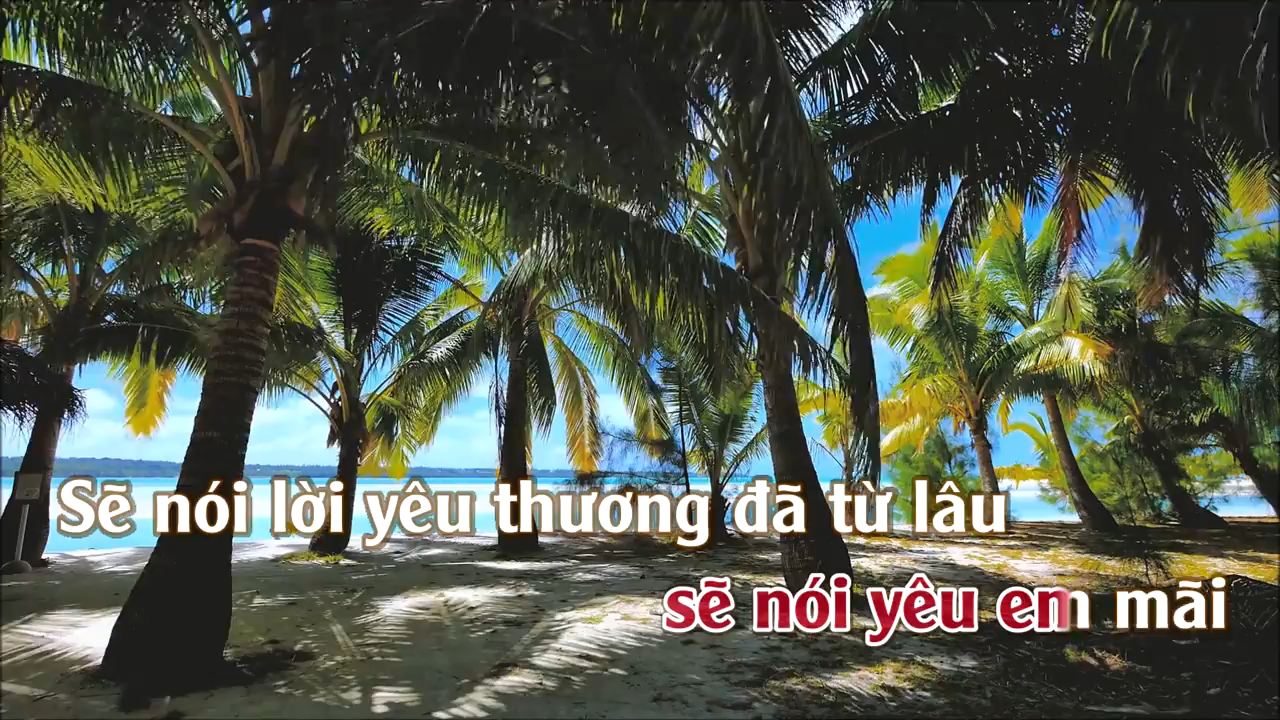 Sẽ nói lời yêu thương đã từ lâu
sẽ nói yêu em mãi